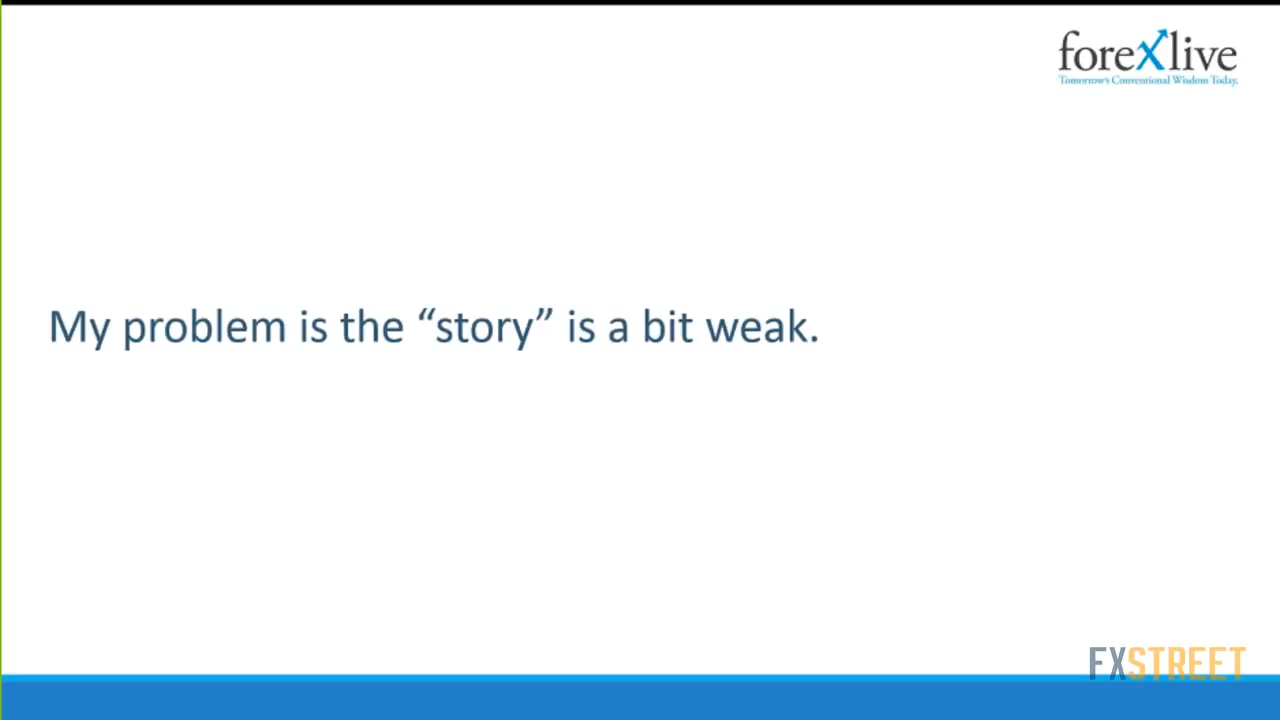 forexlive
Tomorrow's Conventional Wisdom Today.
My problem is the “story” is a bit weak.
FXSTREET